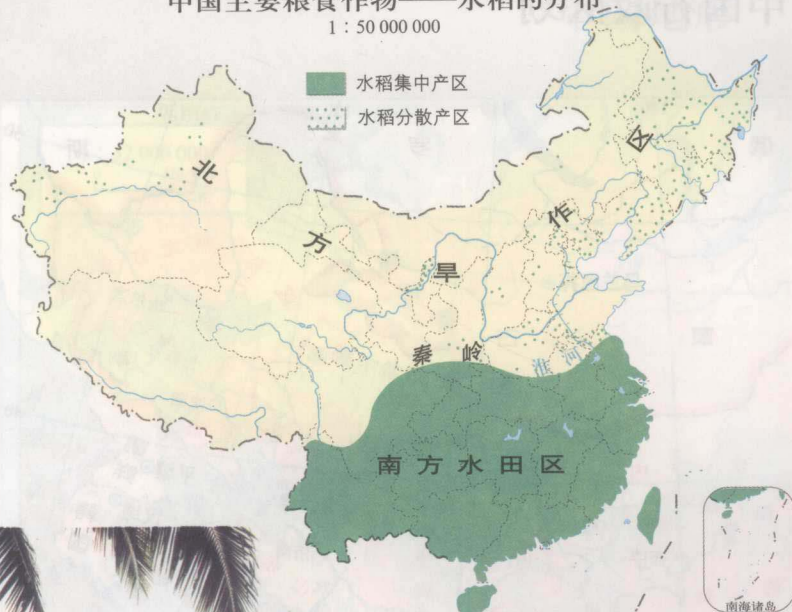 中国主要粮食作物——水稻的分布
1：50 000 000
水稻集中产区
水稻分散产区
北方旱作区
秦岭
淮河
南方水田区
南海诸岛